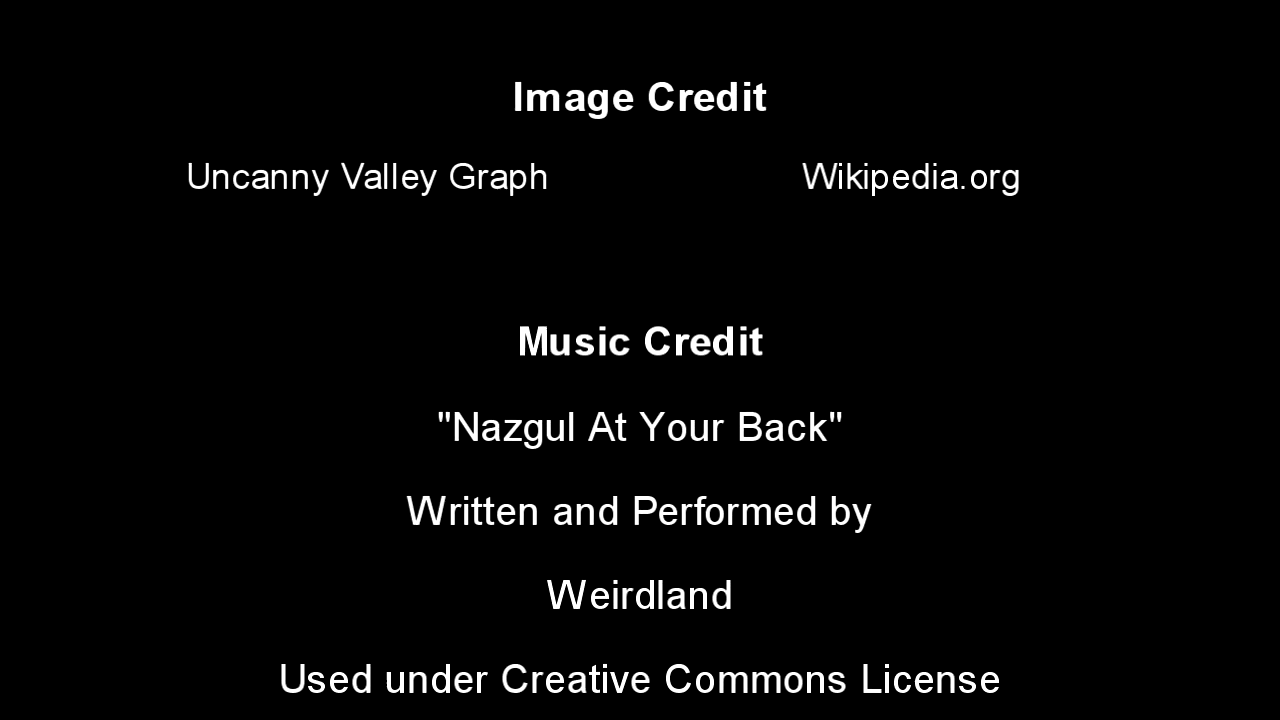 Image Credit
Uncanny Valley Graph Wikipedia.org
Music Credit
"Nazgul At Your Back"
Written and Performed by
Weirdland
Used under Creative Commons License